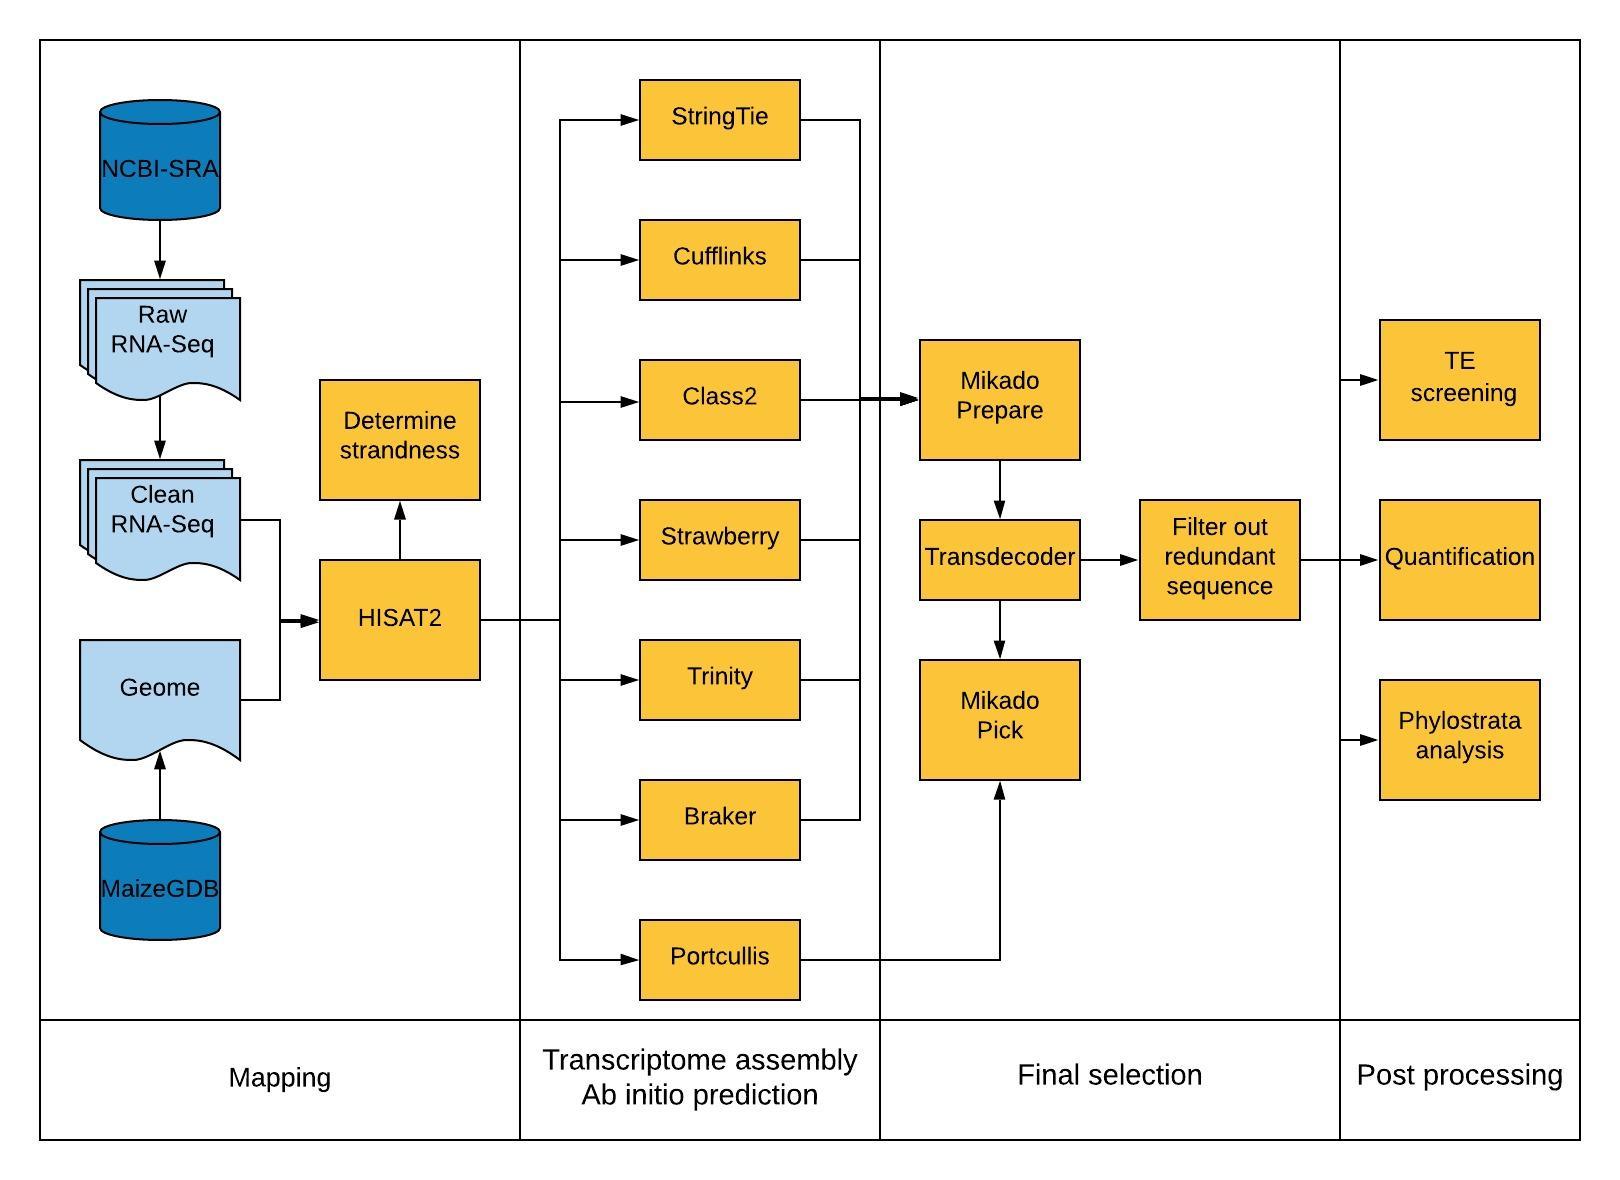 NCBI-SRA
Raw
RNA-Seq
Clean
RNA-Seq
Geome
MaizeGDB
Determine
strandness
HISAT2
StringTie
Cufflinks
Class2
Strawberry
Trinity
Braker
Portcullis
Mikado
Prepare
Transdecoder
Mikado
Pick
Filter out
redundant
sequence
TE
screening
Quantification
Phylostrata
analysis
Mapping
Transcriptome assembly
Ab initio prediction
Final selection
Post processing